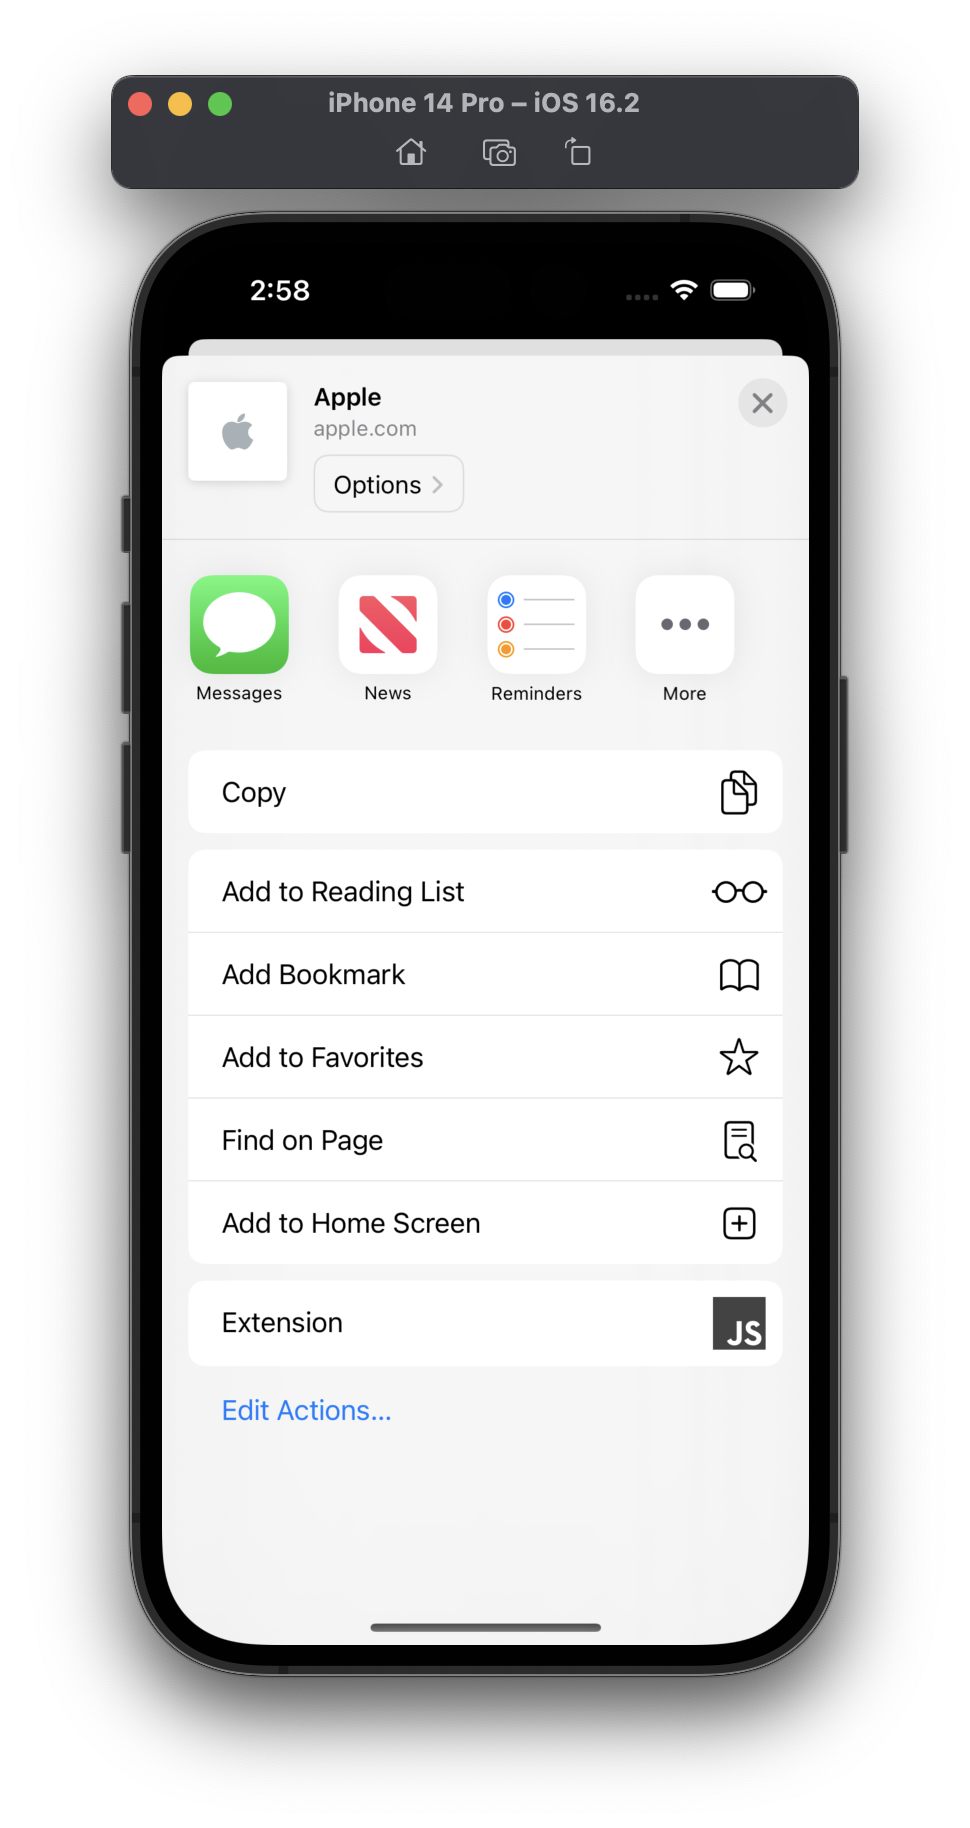 iPhone 14 Pro – iOS 16.2
2:58
Apple
apple.com
Options
Messages
News
Reminders
More
Copy
Add to Reading List
Add Bookmark
Add to Favorites
Find on Page
Add to Home Screen
Extension
JS
Edit Actions...